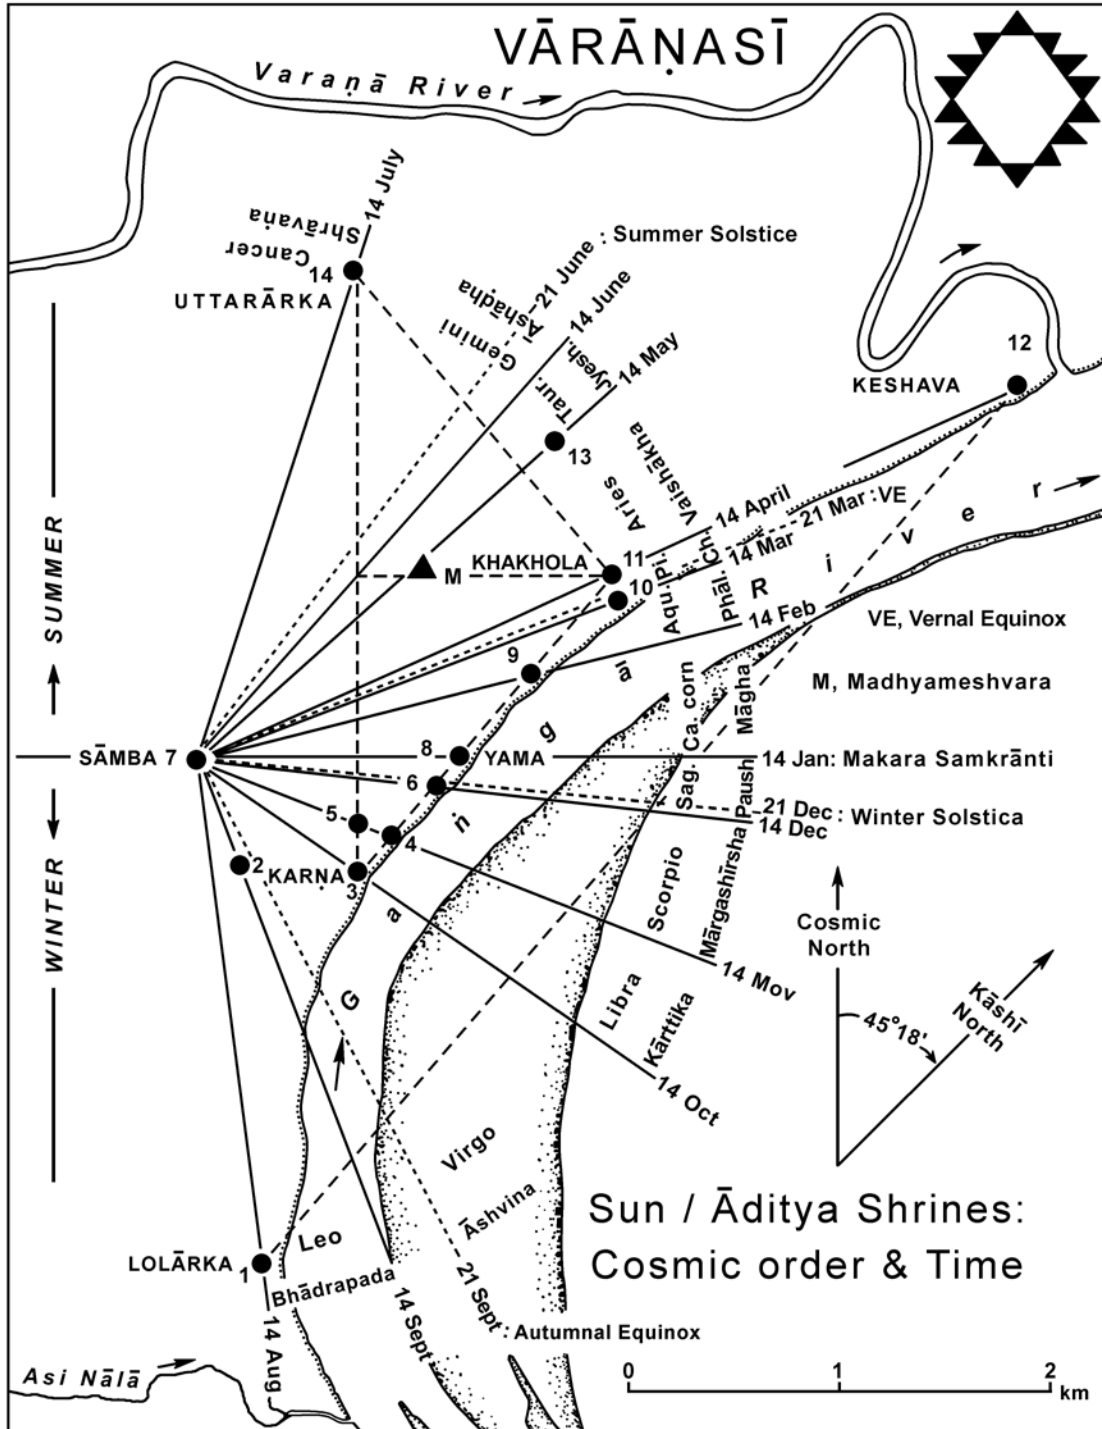 VĀRĀṆASĪ
Varaṇā River
14 July
Shrāvaṅa
Cancer
14
UTTARĀRKA
21 June : Summer Solstice
Āshāḍha
Gemini
14 June
Jyesh.
Taur.
14 May
13
12
KESHAVA
Vaishākha
Aries
14 April
21 Mar :VE
14 Mar
KHAKHOLA
11
10
M
Ch.
Pi.
Phāl.
Aqu.
14 Feb
River
VE, Vernal Equinox
M, Madhyameshvara
SUMMER
9
Gaṅgā
Māgha
Ca. corn
SĀMBA 7
8
YAMA
14 Jan: Makara Samkrānti
6
Sag.
Paush
21 Dec : Winter Solstica
14 Dec
5
4
2
KARṆA
3
WINTER
Scorpio
Mārgashīrsha
14 Mov
Cosmic
North
Kāshī
North
45°18'
Libra
Kārttika
14 Oct
Virgo
Āshvina
Leo
Bhādrapada
LOLĀRKA
1
14 Aug
14 Sept
21 Sept : Autumnal Equinox
Sun / Āditya Shrines:
Cosmic order & Time
Asi Nālā
0 1 2
km